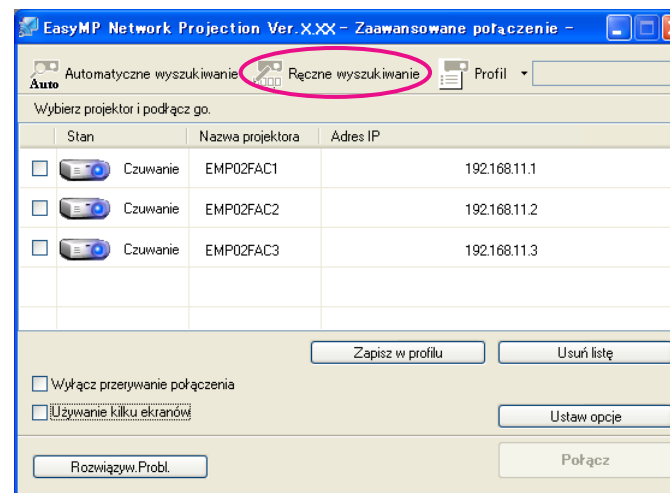 EasyMP Network Projection Ver.X.XX – Zaawansowane połączenie –
Auto Automatyczne wyszukiwanie Ręczne wyszukiwanie Profil
Wybierz projektor i podłącz go.
Stan Nazwa projektora Adres IP
Czuwanie EMP02FAC1 192.168.11.1
Czuwanie EMP02FAC2 192.168.11.2
Czuwanie EMP02FAC3 192.168.11.3
Zapisz w profilu Usuń listę
Wyłącz przerywanie połączenia
Używanie kilku ekranów
Ustaw opcje
Rozwiązyw.Probl. Połącz